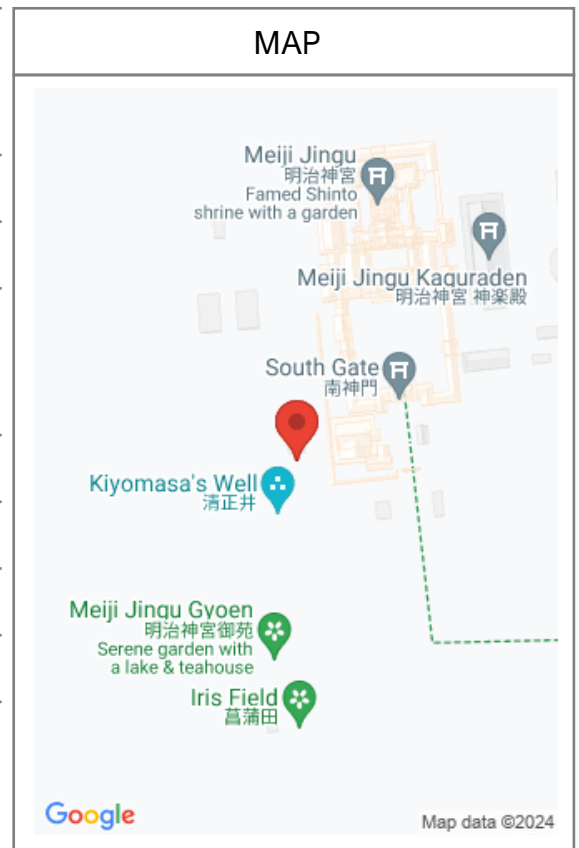 MAP
Meiji Jingu
明治神宮
Famed Shinto
shrine with a garden
Meiji Jingu Kaguraden
明治神宮 神楽殿
South Gate
南神門
Kiyomasa's Well
清正井
Meiji Jingu Gyoen
明治神宮御苑
Serene garden with
a lake & teahouse
Iris Field
菖蒲田
Google
Map data ©2024